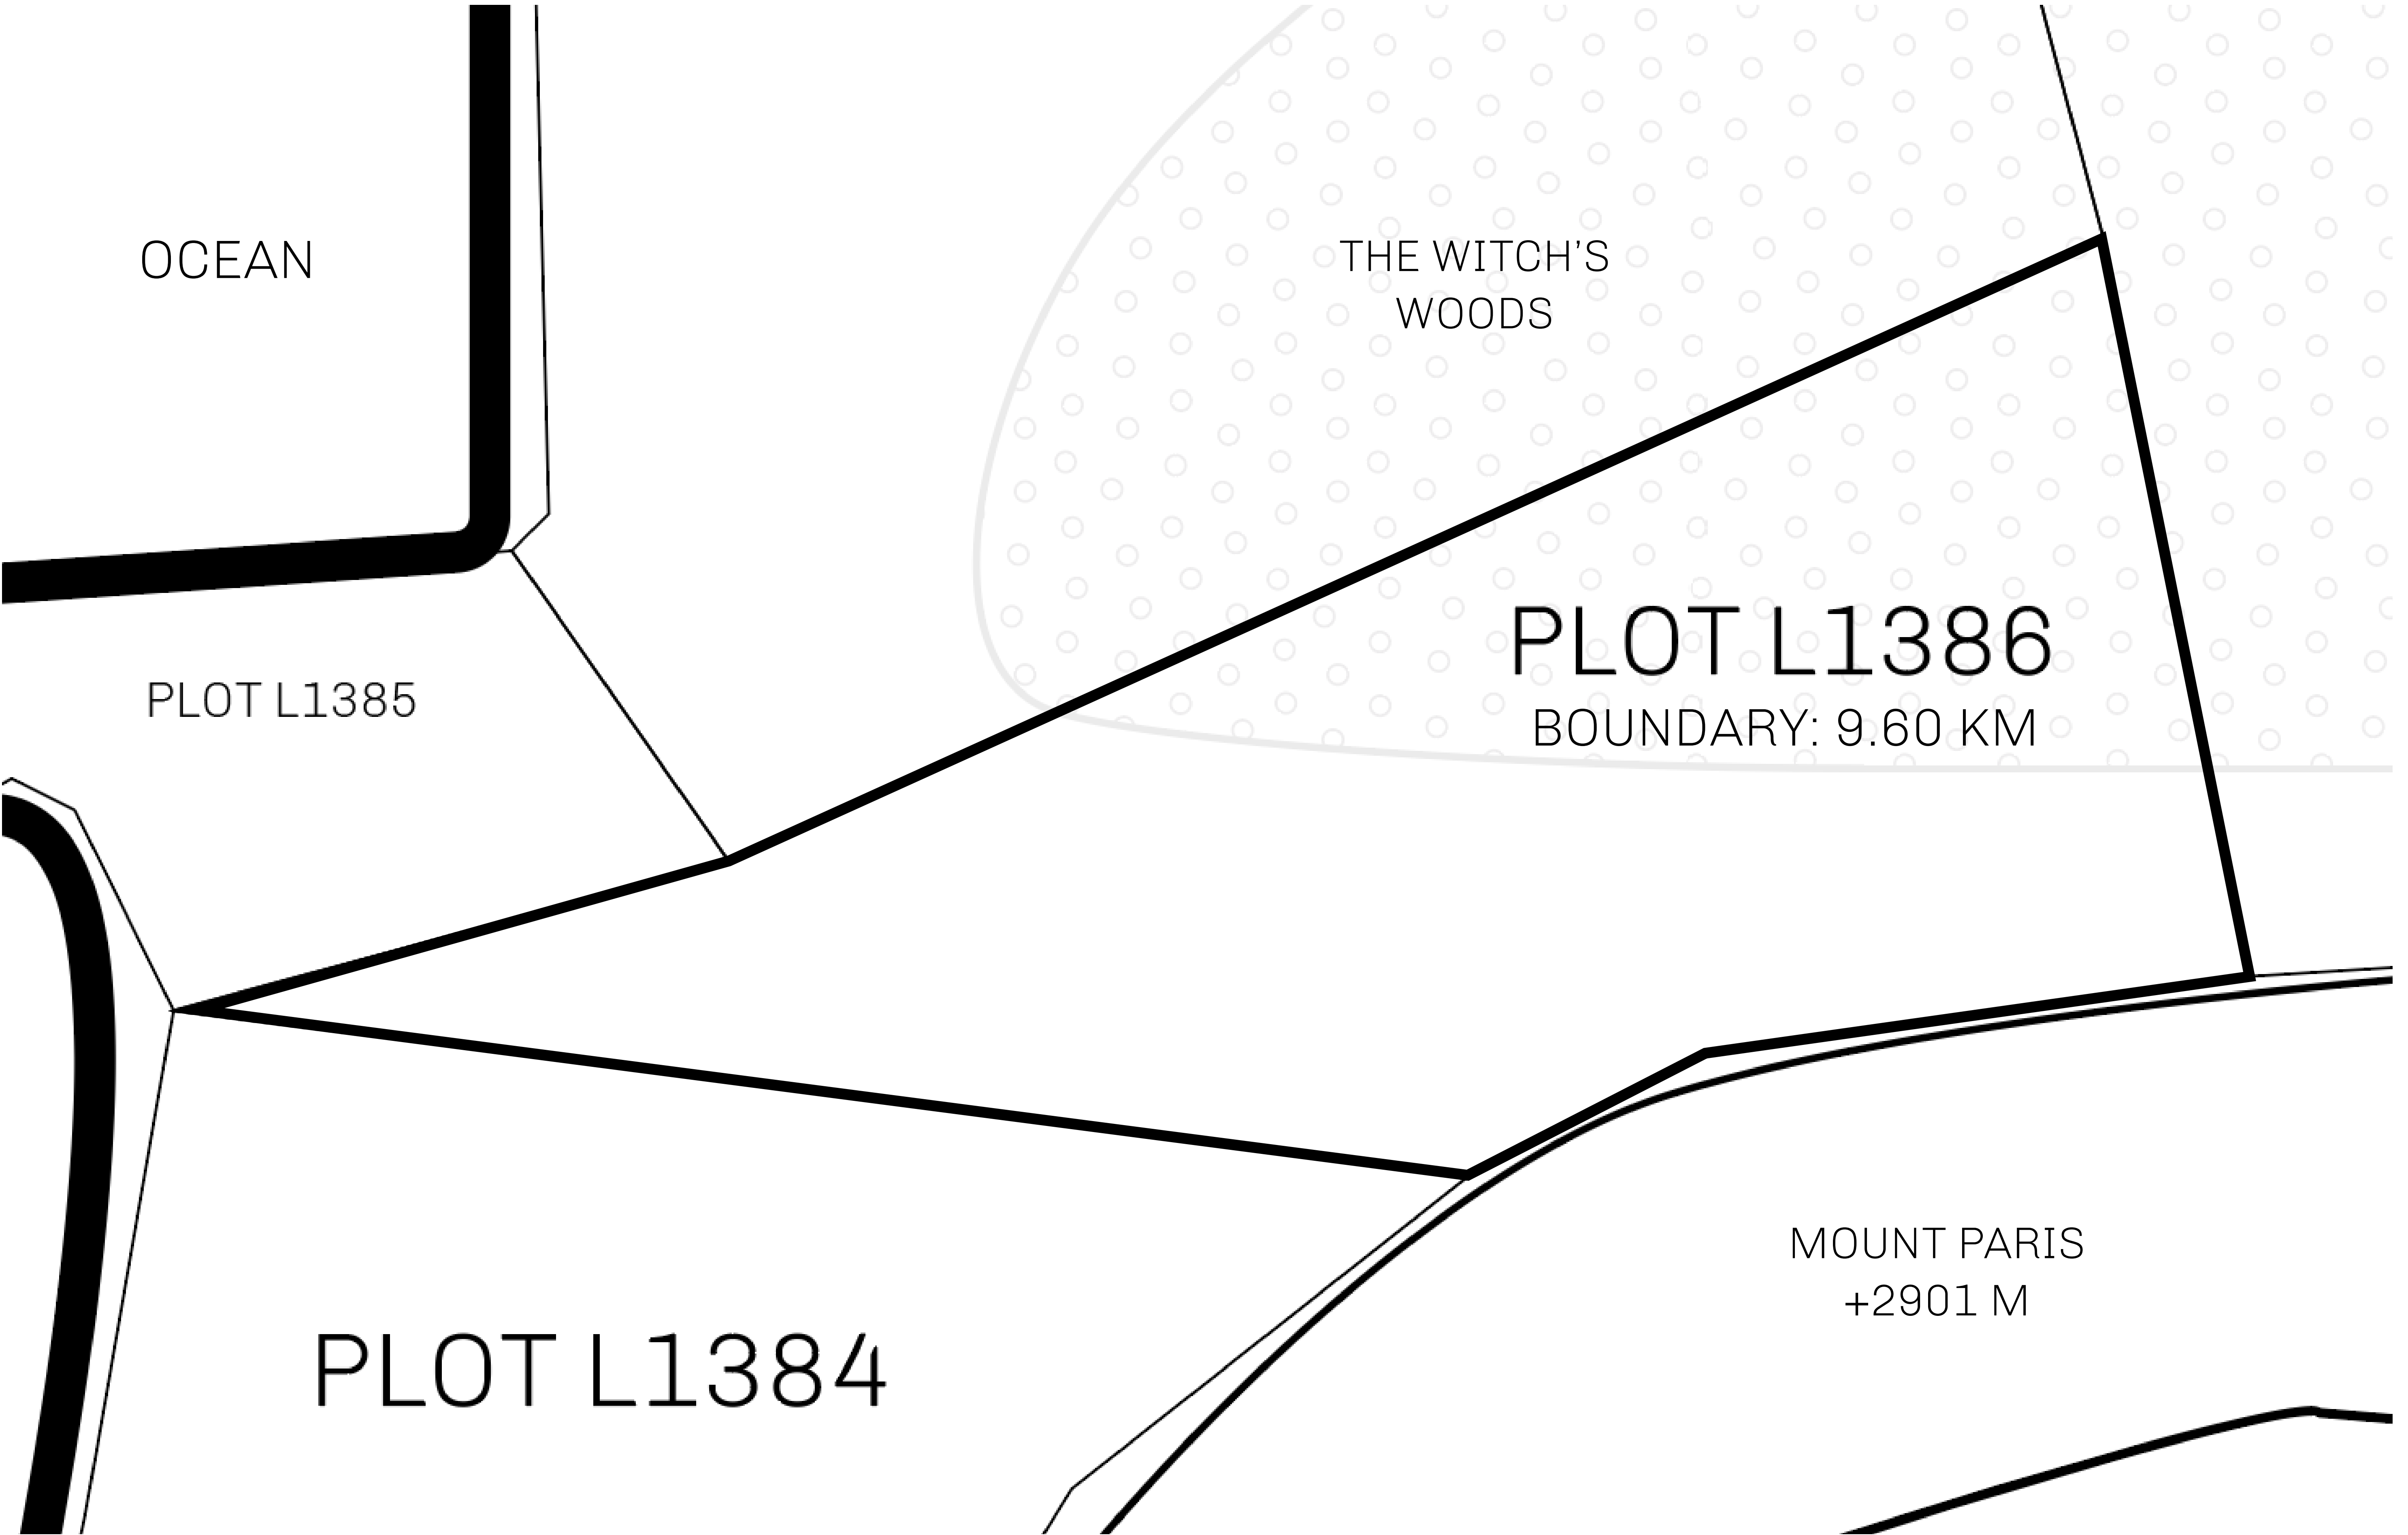 OCEAN
THE WITCH'S
WOODS
PLOT L1386
BOUNDARY: 9.60 KM
PLOT L1385
MOUNT PARIS
+2901 M
PLOT L1384